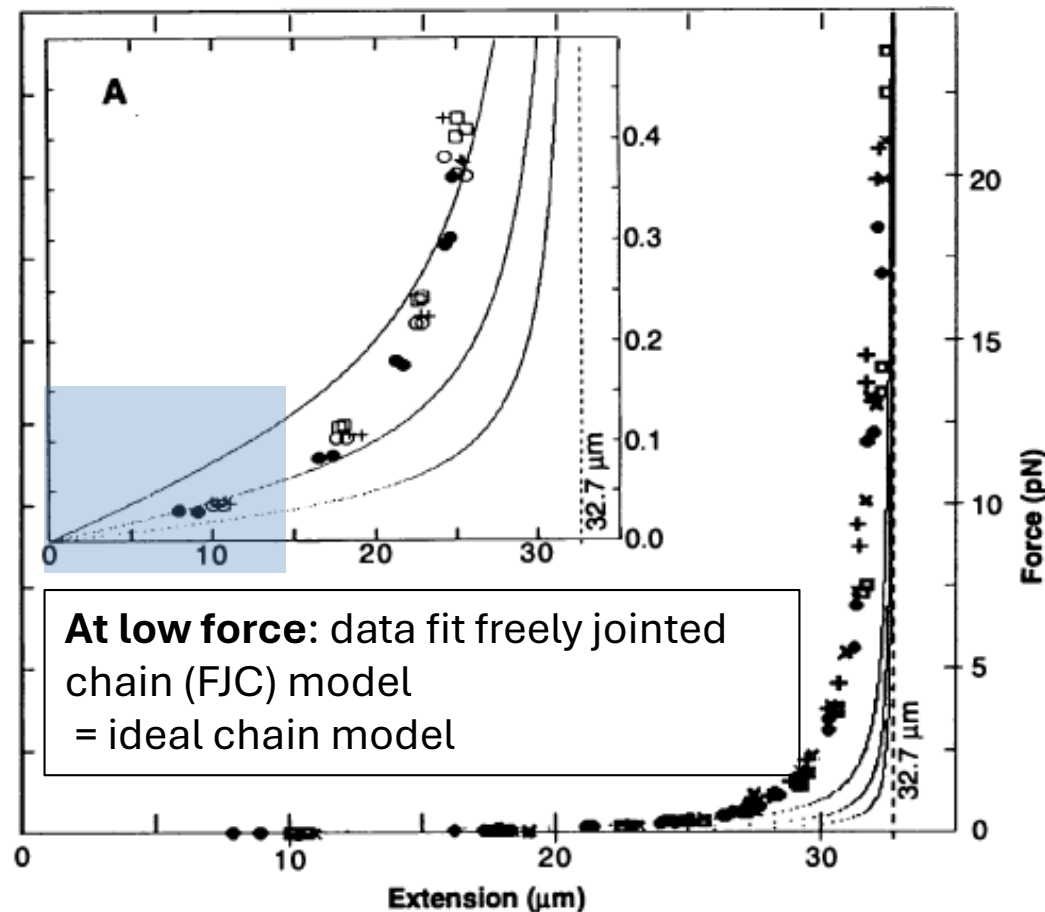 A
0.4
0.3
0.2
0.1
0.0
0 10 20 30
32.7 µm
At low force: data fit freely jointed
chain (FJC) model
= ideal chain model
20
15
10
5
0
Force (pN)
32.7 µm
0 10 20 30
Extension (µm)